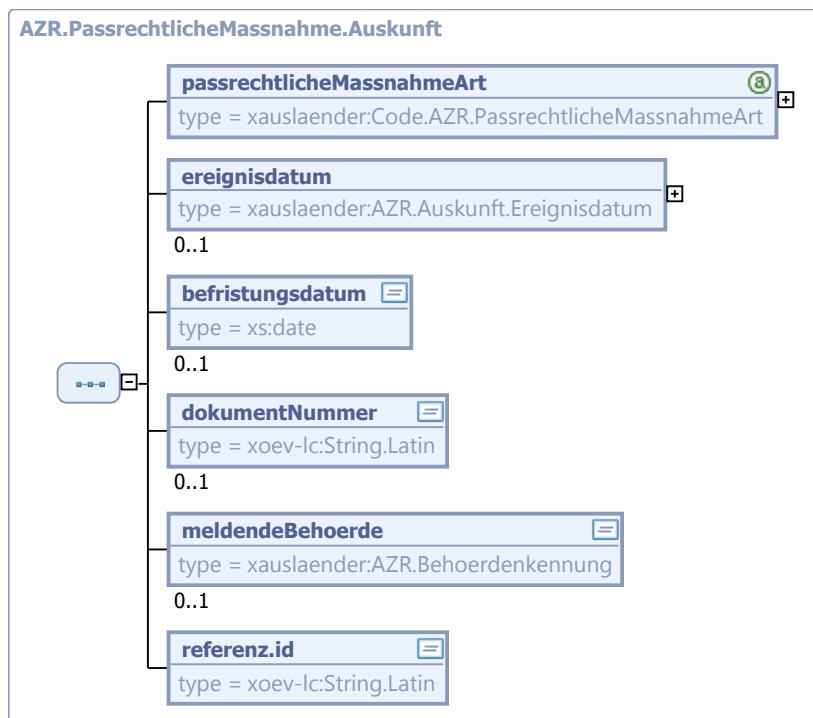 AZR.PassrechtlicheMassnahme.Auskunft
passrechtlicheMassnahmeArt
type = xauslaender:Code.AZR.PassrechtlicheMassnahmeArt
ereignisdatum
type = xauslaender:AZR.Auskunft.Ereignisdatum
0..1
befristungsdatum
type = xs:date
0..1
dokumentNummer
type = xoev-lc:String.Latin
0..1
meldendeBehoerde
type = xauslaender:AZR.Behoerdenkennung
0..1
referenz.id
type = xoev-lc:String.Latin